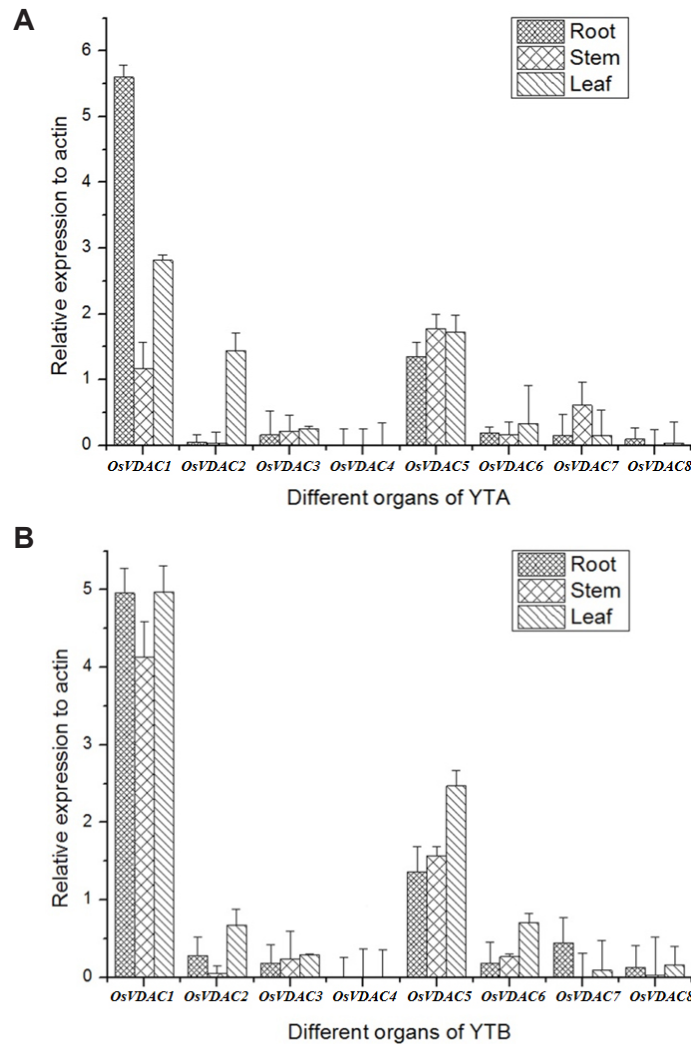 A
Relative expression to actin
6
5
4
3
2
1
0
Root
Stem
Leaf
OsVDAC1 OsVDAC2 OsVDAC3 OsVDAC4 OsVDAC5 OsVDAC6 OsVDAC7 OsVDAC8
Different organs of YTA
B
Relative expression to actin
5
4
3
2
1
0
Root
Stem
Leaf
OsVDAC1 OsVDAC2 OsVDAC3 OsVDAC4 OsVDAC5 OsVDAC6 OsVDAC7 OsVDAC8
Different organs of YTB